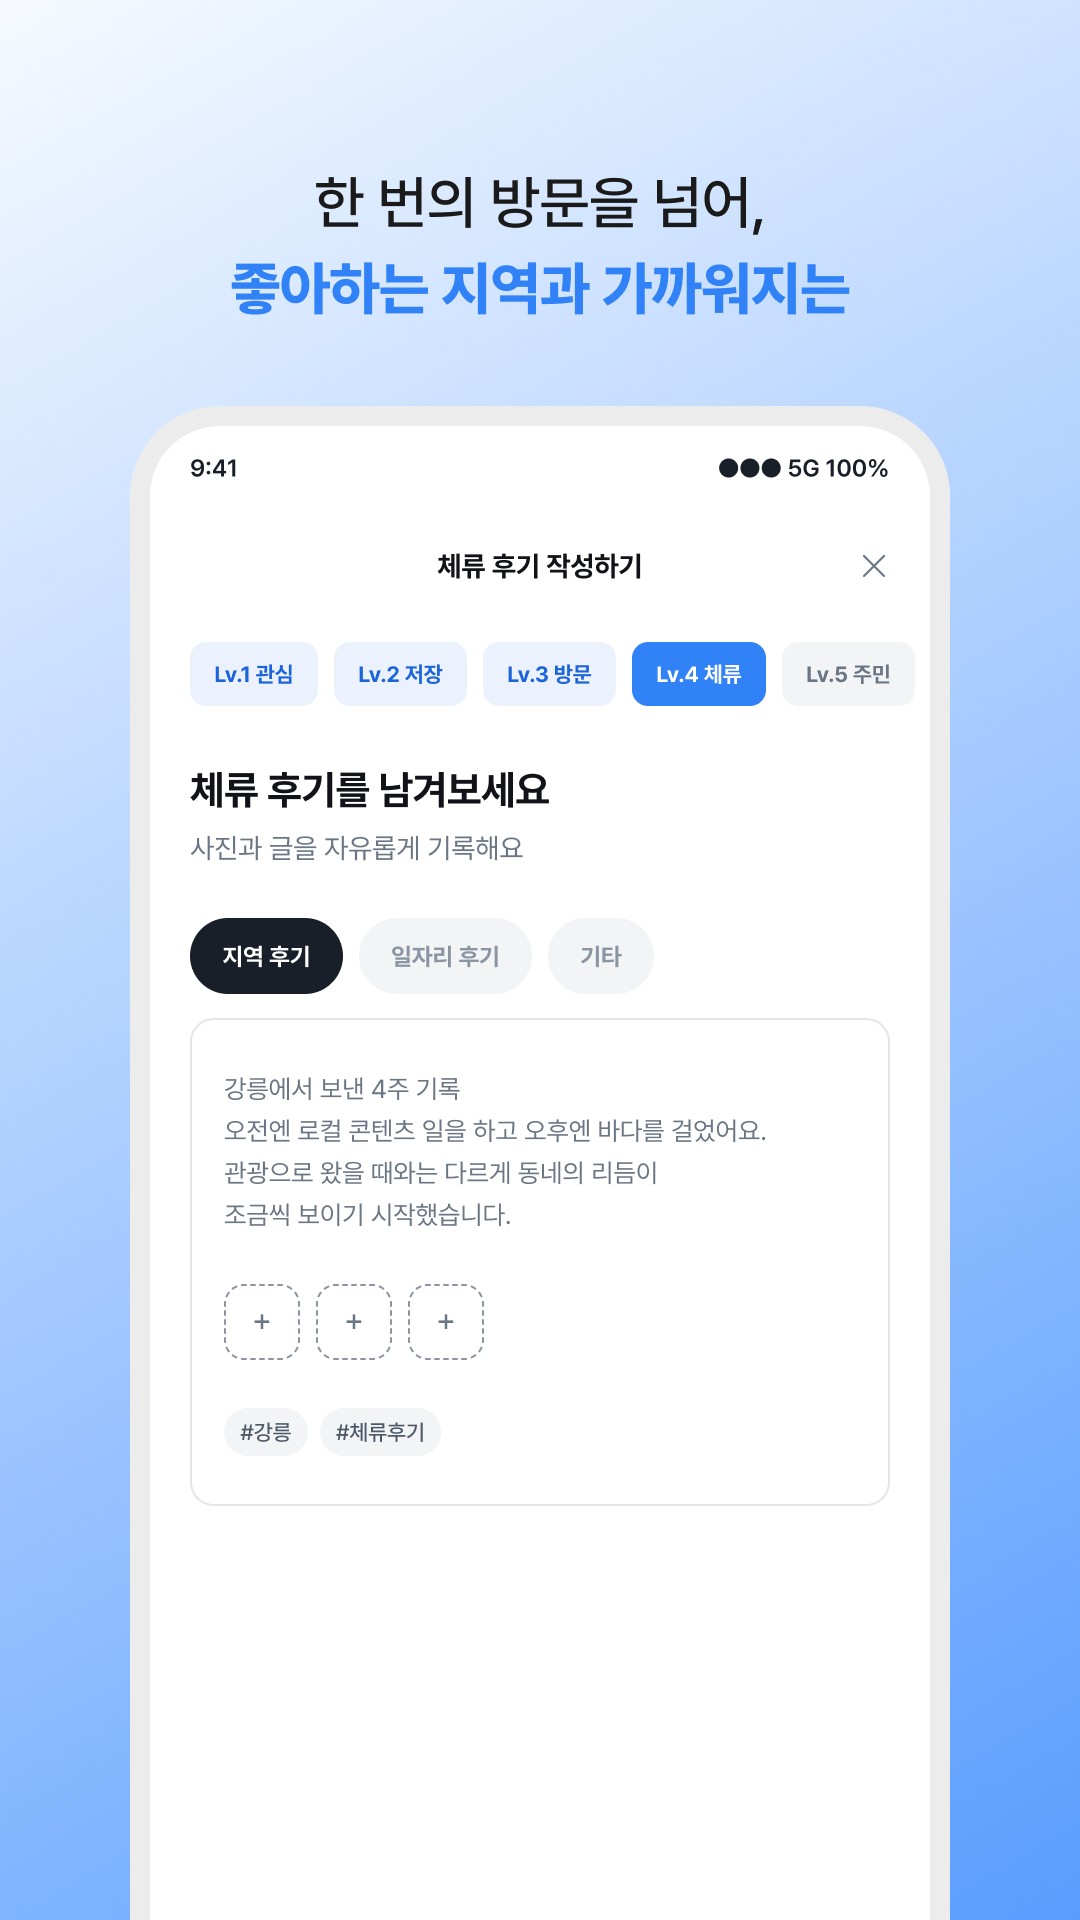 한 번의 방문을 넘어,
좋아하는 지역과 가까워지는
9:41
●●● 5G 100%
체류 후기 작성하기
Lv.1 관심
Lv.2 저장
Lv.3 방문
Lv.4 체류
Lv.5 주민
체류 후기를 남겨보세요
사진과 글을 자유롭게 기록해요
지역 후기
일자리 후기
기타
강릉에서 보낸 4주 기록
오전엔 로컬 콘텐츠 일을 하고 오후엔 바다를 걸었어요.
관광으로 왔을 때와는 다르게 동네의 리듬이
조금씩 보이기 시작했습니다.
+ + +
#강릉
#체류후기